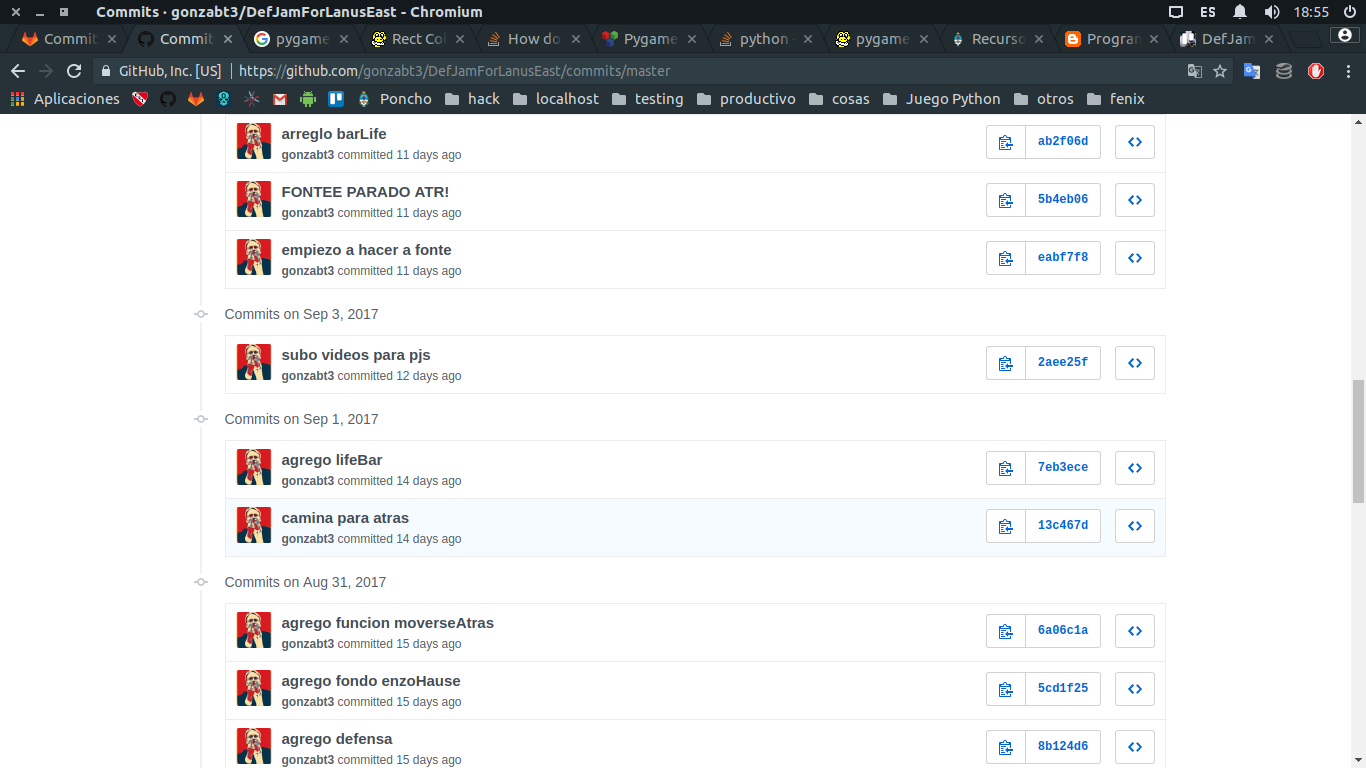 Commits · gonzabt3/DefJamForLanusEast - Chromium
ES
18:55
Commit
Commit
pygame
Rect Col
How do
Pygame
python -
pygame
Recurso
Progran
DefJam
GitHub, Inc. [US]
https://github.com/gonzabt3/DefJamForLanusEast/commits/master
Aplicaciones
Poncho
hack
localhost
testing
productivo
cosas
Juego Python
otros
fenix
arreglo barLife
ab2f06d
gonzabt3 committed 11 days ago
FONTEE PARADO ATR!
5b4eb06
gonzabt3 committed 11 days ago
empiezo a hacer a fonte
eabf7f8
gonzabt3 committed 11 days ago
Commits on Sep 3, 2017
subo videos para pjs
2aee25f
gonzabt3 committed 12 days ago
Commits on Sep 1, 2017
agrego lifeBar
7eb3ece
gonzabt3 committed 14 days ago
camina para atras
13c467d
gonzabt3 committed 14 days ago
Commits on Aug 31, 2017
agrego funcion moverseAtras
6a06c1a
gonzabt3 committed 15 days ago
agrego fondo enzoHause
5cd1f25
gonzabt3 committed 15 days ago
agrego defensa
8b124d6
gonzabt3 committed 15 days ago